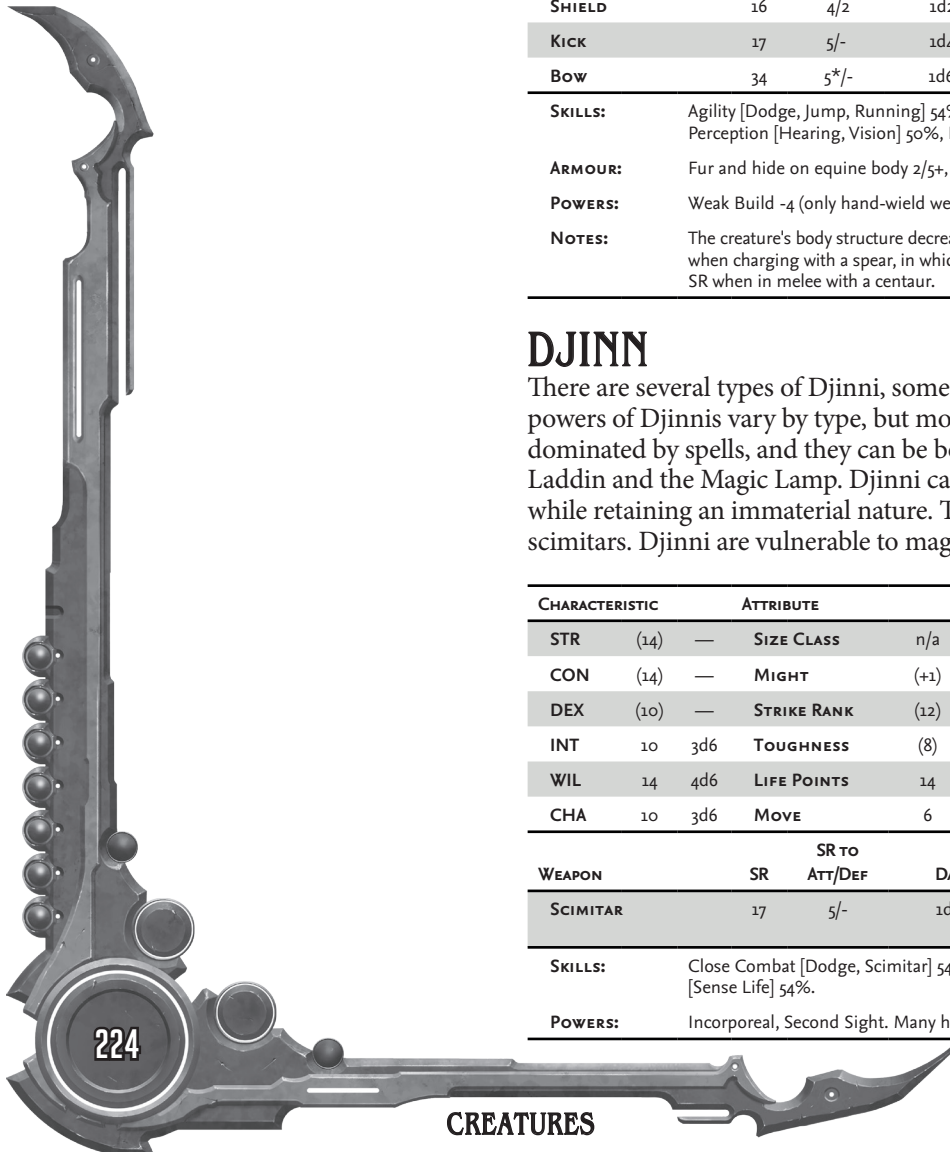 SHIELD 16 4/2
KICK 17 5/-
BOW 34 5*/-
SKILLS: Agility [Dodge, Jump, Running]
Perception [Hearing, Vision] 50%,
ARMOUR: Fur and hide on equine body 2/5+,
POWERS: Weak Build -4 (only hand-wield
NOTES: The creature's body structure
when charging with a spear, in
SR when in melee with a centaur.
DJINN
There are several types of Djinni, some
powers of Djinnis vary by type, but
dominated by spells, and they can be
Laddin and the Magic Lamp. Djinni
while retaining an immaterial nature.
scimitars. Djinni are vulnerable to
CHARACTERISTIC ATTRIBUTE
STR (14) — SIZE CLASS n/a
CON (14) — MIGHT (+1)
DEX (10) — STRIKE RANK (12)
INT 10 3d6 TOUGHNESS (8)
WIL 14 4d6 LIFE POINTS 14
CHA 10 3d6 MOVE 6
SR TO
WEAPON SR ATT/DEF
SCIMITAR 17 5/-
SKILLS: Close Combat [Dodge, Scimitar]
[Sense Life] 54%.
POWERS: Incorporeal, Second Sight. Many
224
CREATURES